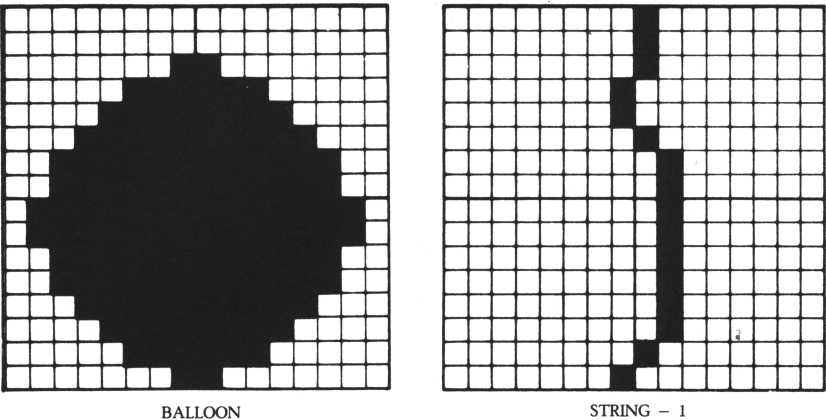 BALLOON
STRING – 1